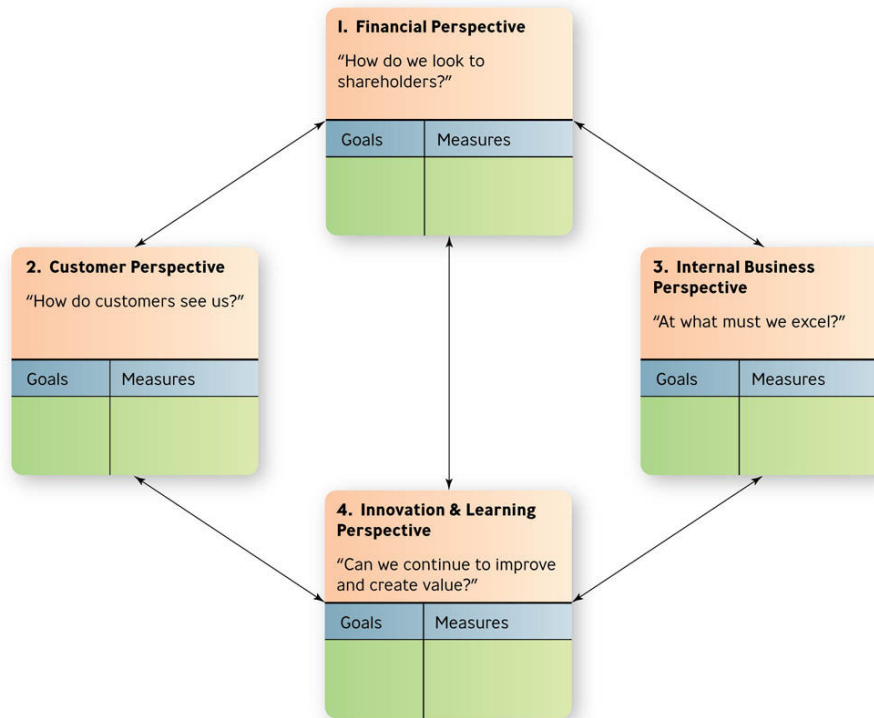 1. Financial Perspective
“How do we look to
shareholders?”
Goals Measures
2. Customer Perspective
“How do customers see us?”
Goals Measures
3. Internal Business
Perspective
“At what must we excel?”
Goals Measures
4. Innovation & Learning
Perspective
“Can we continue to improve
and create value?”
Goals Measures